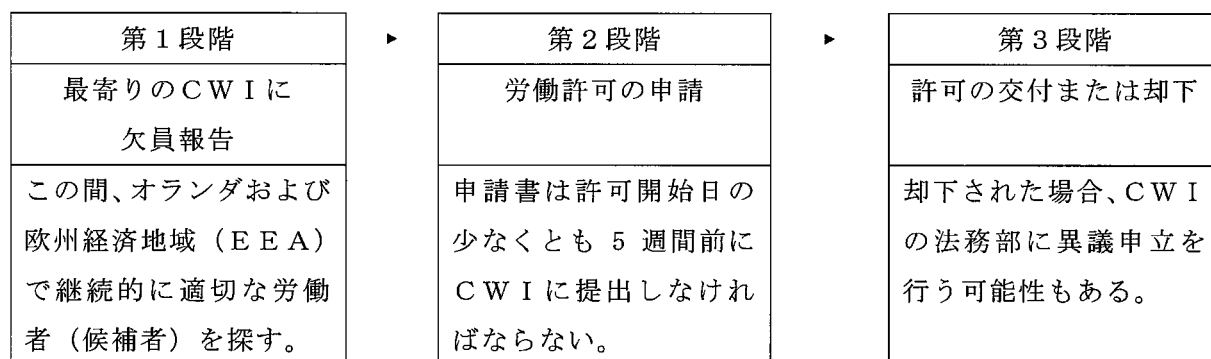 第1段階
最寄りのCWIに
欠員報告
この間、オランダおよび
欧州経済地域（EEA）
で継続的に適切な労働
者（候補者）を探す。
▶
第2段階
労働許可の申請
申請書は許可開始日の
少なくとも 5 週間前に
CWIに提出しなけれ
ばならない。
▶
第3段階
許可の交付または却下
却下された場合、CWI
の法務部に異議申立を
行う可能性もある。